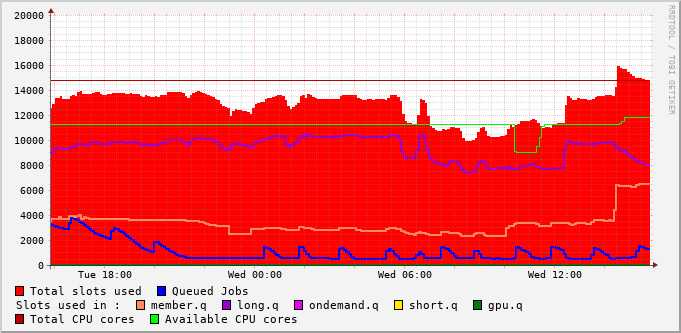 20000
18000
16000
14000
12000
10000
8000
6000
4000
2000
0
Tue 18:00 Wed 00:00 Wed 06:00 Wed 12:00
Total slots used Queued Jobs
Slots used in : member.q long.q ondemand.q short.q gpu.q
Total CPU cores Available CPU cores
RRDTOOL / TOBI OETIKER